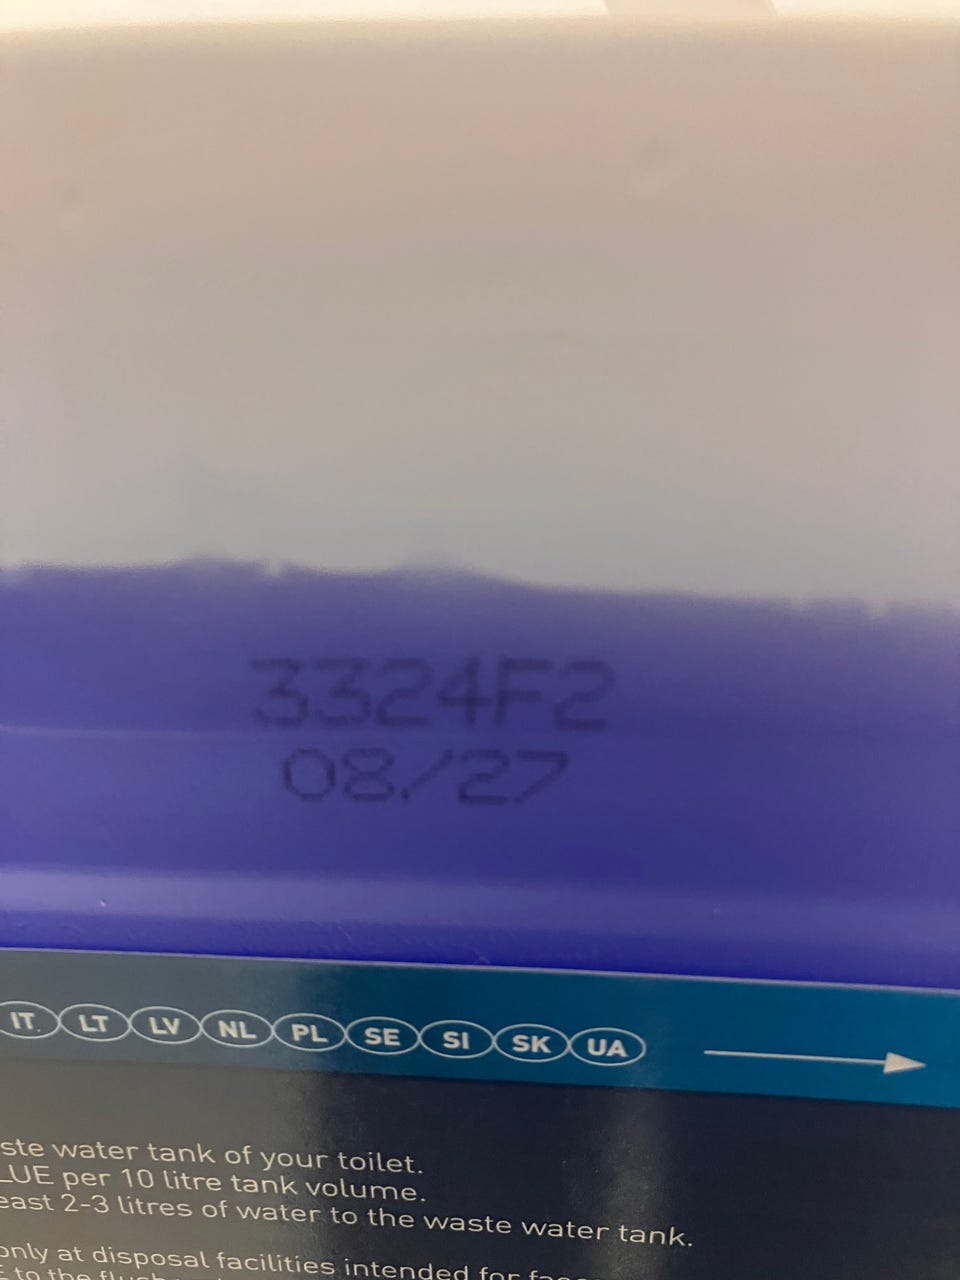 3324F2
08/27
IT LT LV NL PL SE SI SK UA
ste water tank of your toilet.
LUE per 10 litre tank volume.
east 2-3 litres of water to the waste water tank.
only at disposal facilities intended for
to the